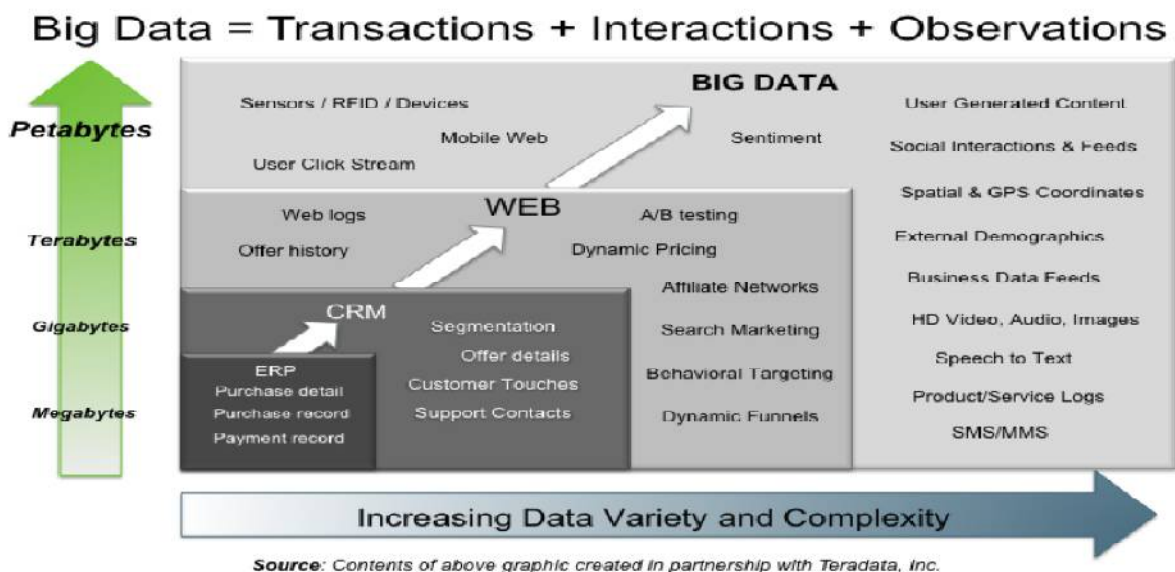 Big Data = Transactions + Interactions + Observations
Petabytes
Terabytes
Gigabytes
Megabytes
BIG DATA
Sensors / RFID / Devices
Mobile Web
User Click Stream
Sentiment
User Generated Content
Social Interactions & Feeds
Spatial & GPS Coordinates
External Demographics
Business Data Feeds
HD Video, Audio, Images
Speech to Text
Product/Service Logs
SMS/MMS
WEB
Web logs
Offer history
A/B testing
Dynamic Pricing
Affiliate Networks
Search Marketing
Behavioral Targeting
Dynamic Funnels
CRM
Segmentation
Offer details
Customer Touches
Support Contacts
ERP
Purchase detail
Purchase record
Payment record
Increasing Data Variety and Complexity
Source: Contents of above graphic created in partnership with Teradata, Inc.